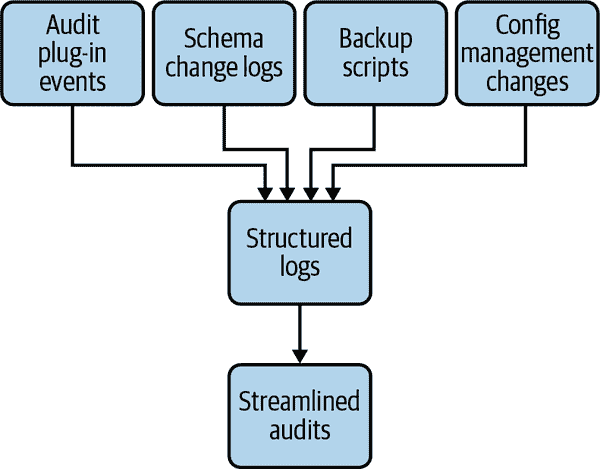 Audit
plug-in
events
Schema
change logs
Backup
scripts
Config
management
changes
Structured
logs
Streamlined
audits